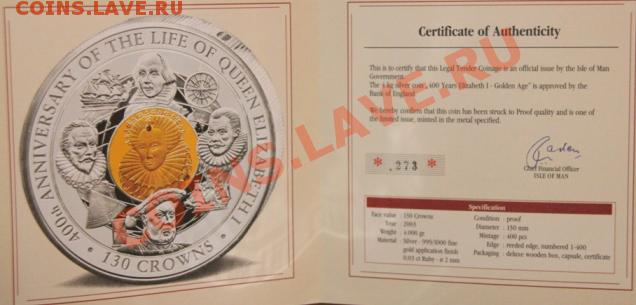 COINS.LAVE.RU
400th ANNIVERSARY OF THE LIFE OF QUEEN ELIZABETH I
· 130 CROWNS ·
Certificate of Authenticity
This is to certify that this Legal Tender Coinage is an official issue by the Isle of Man
Government.
The 4 kg silver coin „400 Years Elizabeth I - Golden Age" is approved by the
Bank of England
We hereby confirm that this coin has been struck to Proof quality and is one of
the limited issue, minted in the metal specified.
* .273 *
Chief Financial Officer
ISLE OF MAN
Specification
Face value : 130 Crowns
Year : 2003
Weight : 4.000 gr
Material : Silver - 999/1000 fine
gold application finish
0.03 ct Ruby - ø 2 mm
Condition : proof
Diameter : 150 mm
Mintage : 400 pcs
Edge : reeded edge, numbered 1-400
Packaging : deluxe wooden box, capsule, certificate
COINS.LAVE.RU